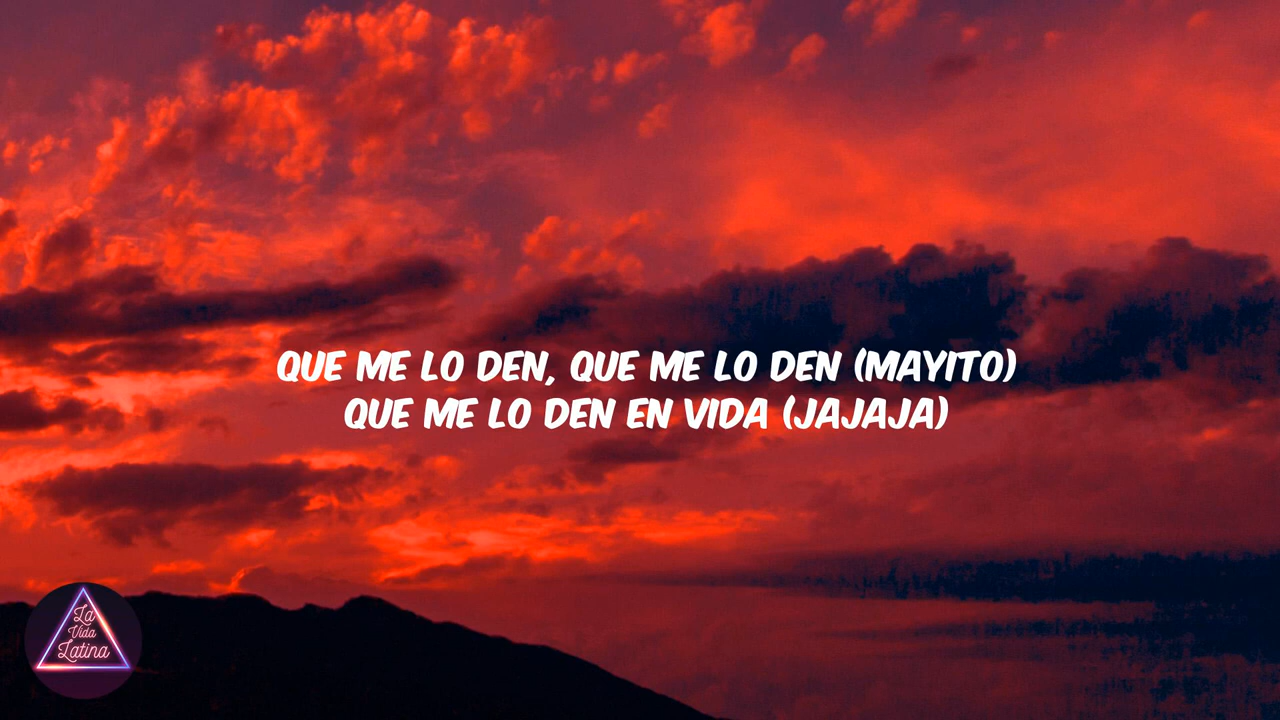 QUE ME LO DEN, QUE ME LO DEN (MAYITO)
QUE ME LO DEN EN VIDA (JAJAJA)
La
Vida
Latina